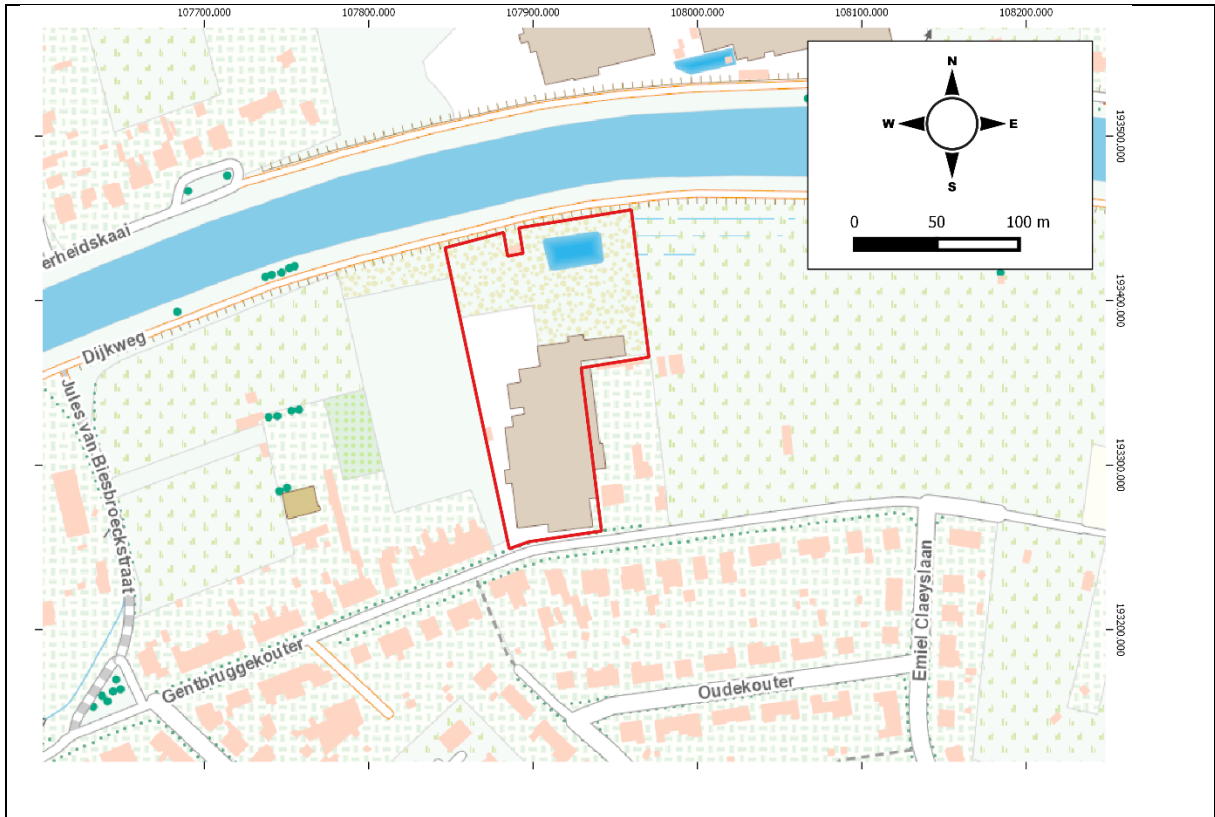 107700.000 107800.000 107900.000 108000.000 108100.000 108200.000
N
W E
S
0 50 100 m
193500.000
193400.000
193300.000
193200.000
erheidskaai
Dijkweg
Jules van Biesbroeckstraat
Gentbruggekouter
Oudekouter
Emiel Claeyslaan